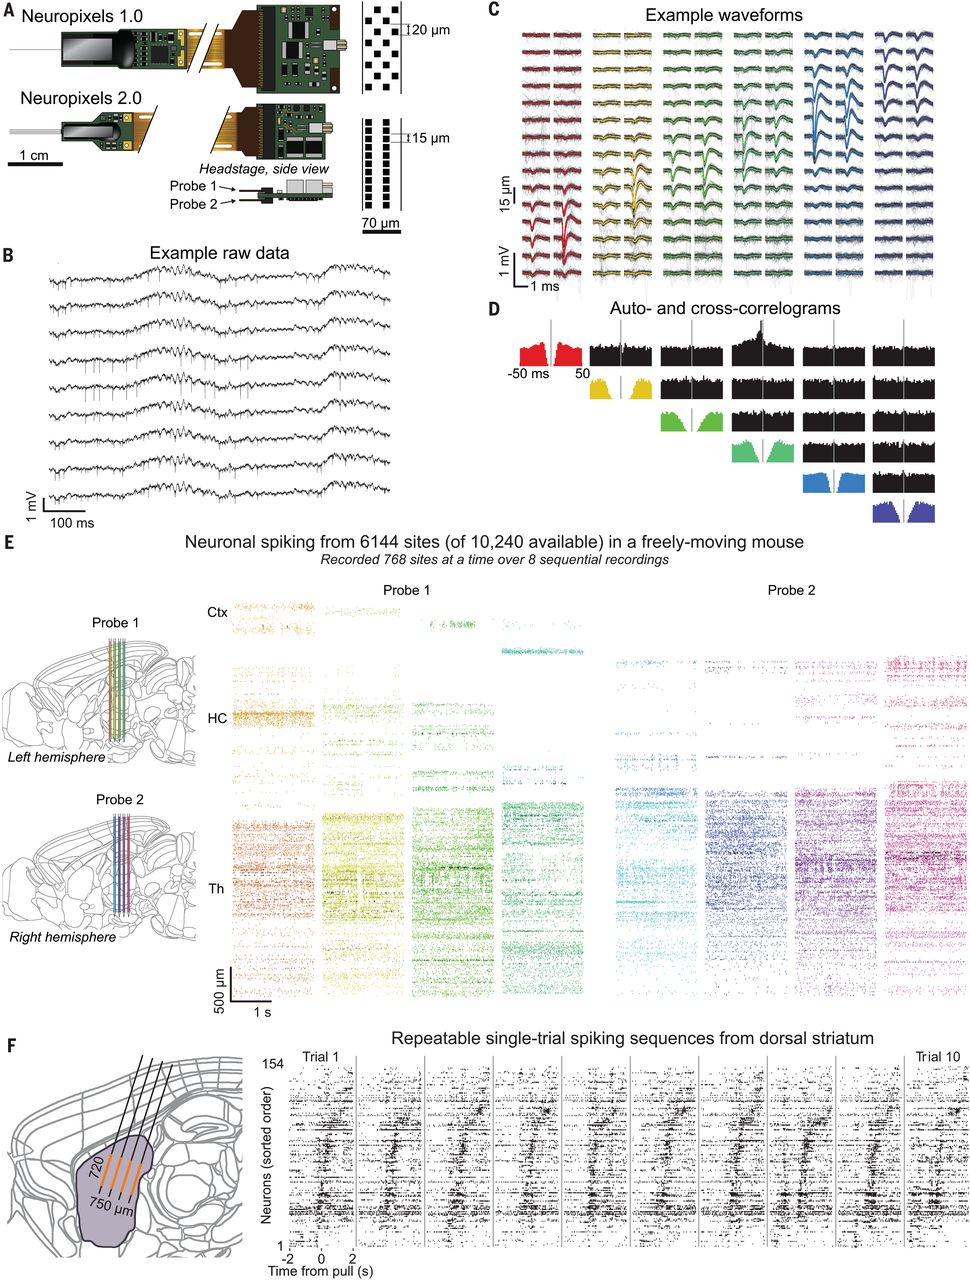 A
Neuropixels 1.0
20 µm
Neuropixels 2.0
15 µm
1 cm
Headstage, side view
Probe 1
Probe 2
70 µm
B
Example raw data
1 mV
100 ms
C
Example waveforms
15 µm
1 mV
1 ms
D
Auto- and cross-correlograms
-50 ms
50
E
Neuronal spiking from 6144 sites (of 10,240 available) in a freely-moving mouse
Recorded 768 sites at a time over 8 sequential recordings
Probe 1
Probe 2
Probe 1
Left hemisphere
Probe 2
Right hemisphere
Ctx
HC
Th
500 µm
1 s
F
Repeatable single-trial spiking sequences from dorsal striatum
720
750 µm
Trial 1
Trial 10
154
Neurons (sorted order)
1
-2
0
2
Time from pull (s)